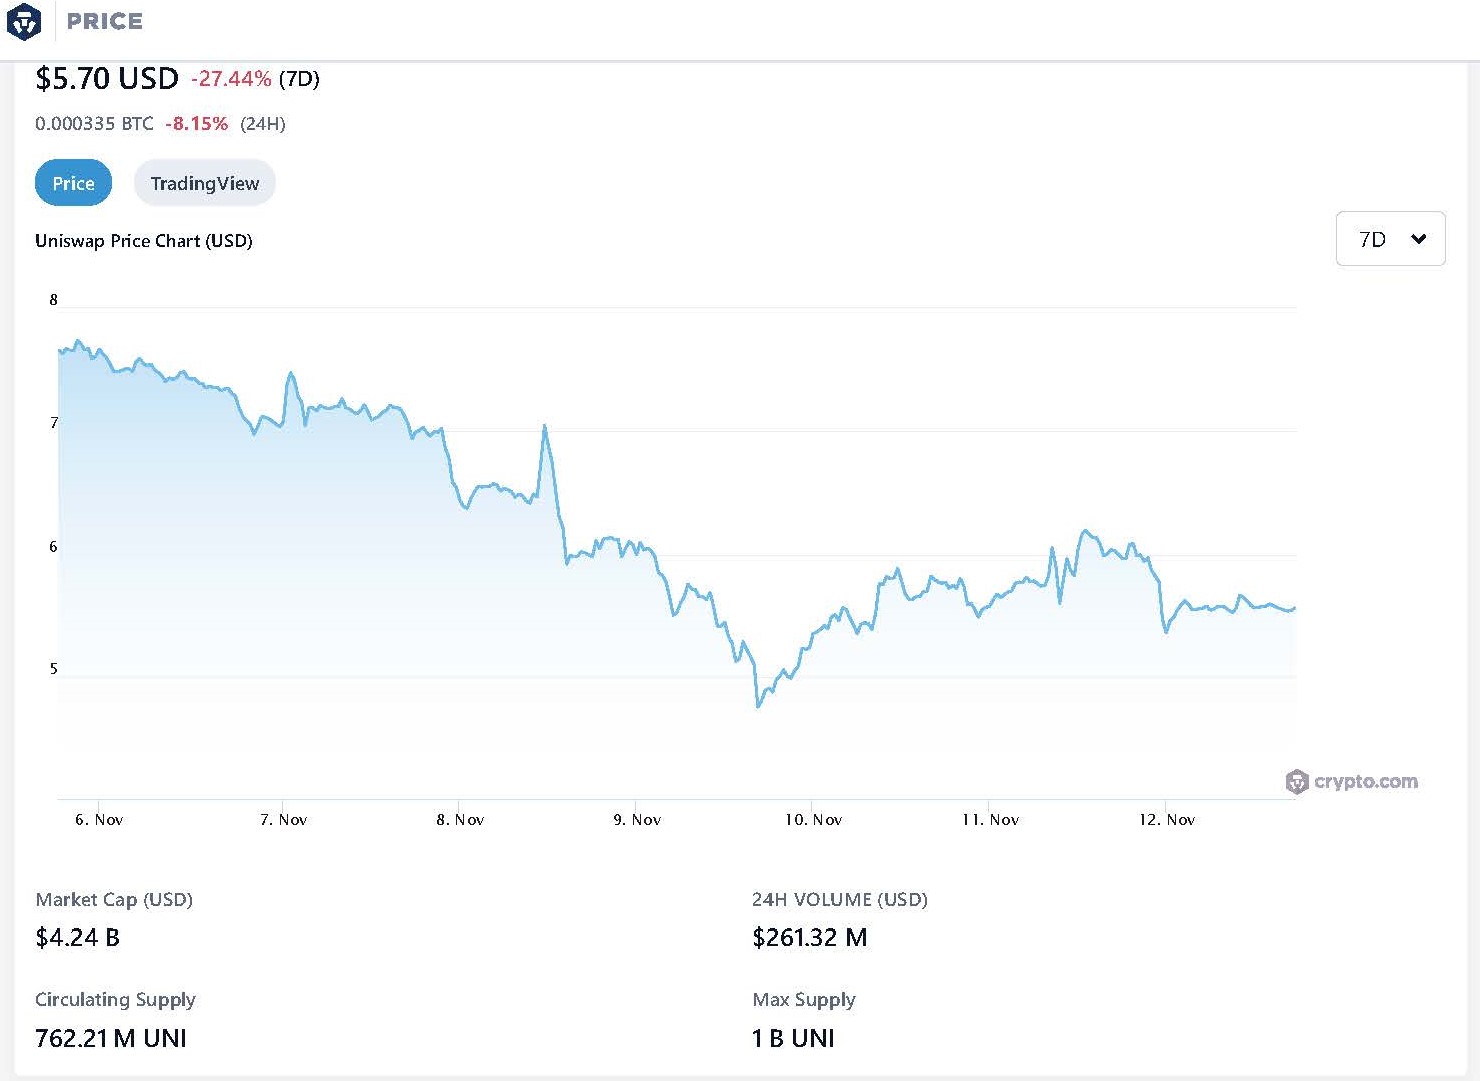 PRICE
$5.70 USD -27.44% (7D)
0.000335 BTC -8.15% (24H)
Price TradingView
Uniswap Price Chart (USD)
7D
8
7
6
5
crypto.com
6. Nov 7. Nov 8. Nov 9. Nov 10. Nov 11. Nov 12. Nov
Market Cap (USD) 24H VOLUME (USD)
$4.24 B $261.32 M
Circulating Supply Max Supply
762.21 M UNI 1 B UNI